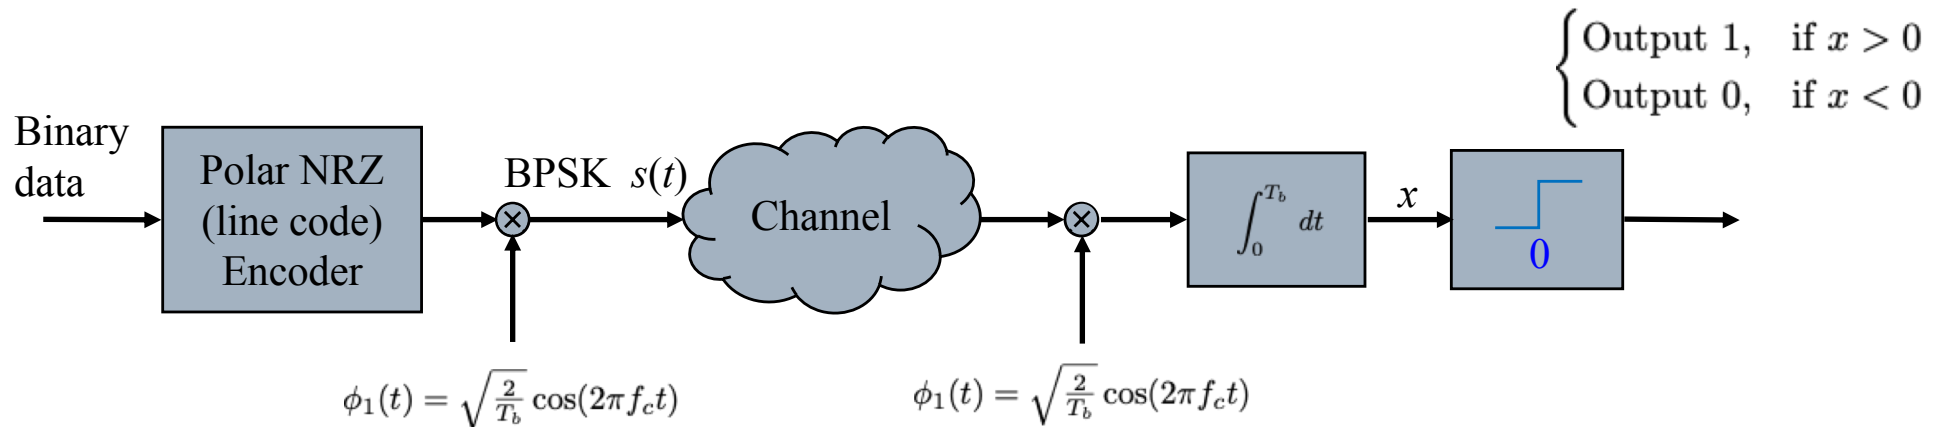 {Output 1, if x > 0
Output 0, if x < 0
Binary
data
Polar NRZ
(line code)
Encoder
BPSK s(t)
Channel
∫₀^{T_b} dt
x
0
ϕ₁(t) = √(2/T_b) cos(2πf_c t)
ϕ₁(t) = √(2/T_b) cos(2πf_c t)